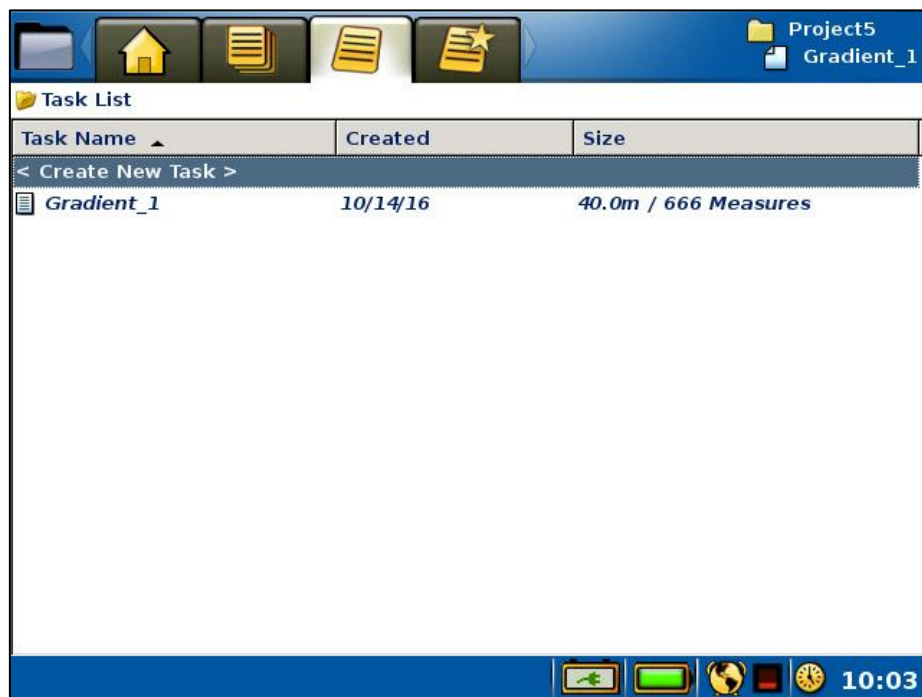 Project5
Gradient_1
Task List
Task Name Created Size
< Create New Task >
Gradient_1 10/14/16 40.0m / 666 Measures
10:03